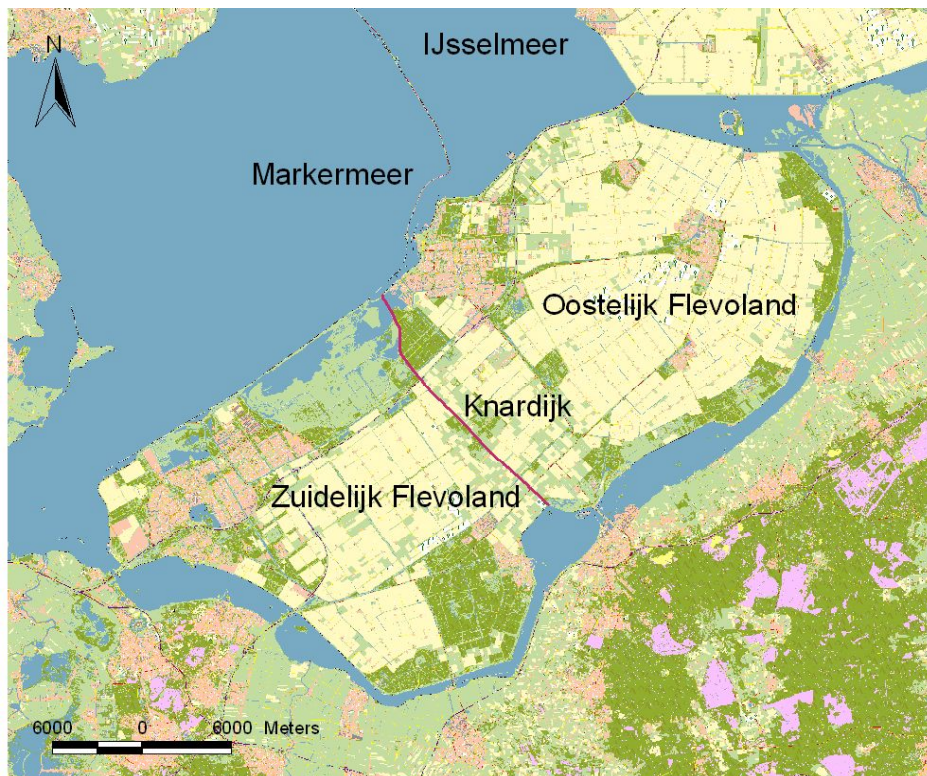 IJsselmeer
N
Markermeer
Oostelijk Flevoland
Knardijk
Zuidelijk Flevoland
6000 0 6000 Meters